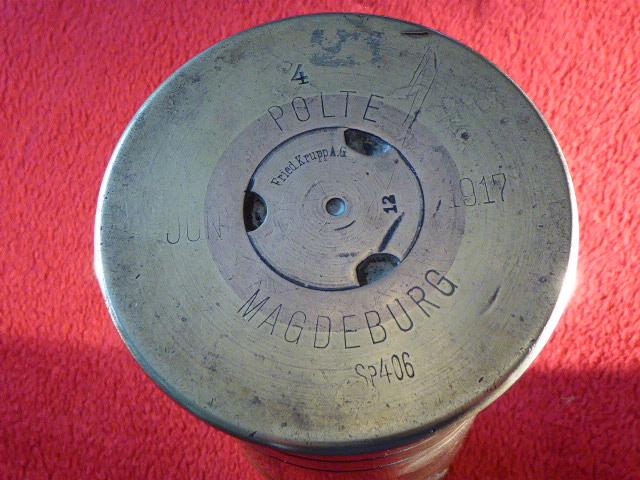 4
POLTE
Fried.Krupp A.G
12
JUN 1917
MAGDEBURG
Sp406